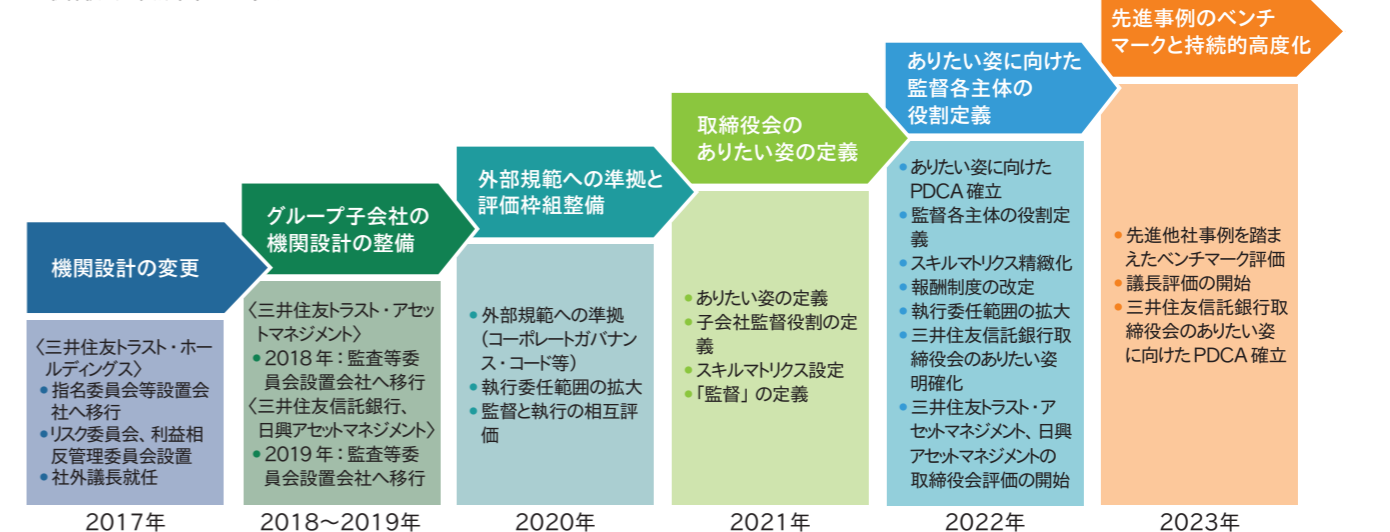 機関設計の変更
〈三井住友トラスト・ホー
ルディングス〉
•指名委員会等設置会
社へ移行
•リスク委員会、利益相
反管理委員会設置
•社外議長就任
2017年
グループ子会社の
機関設計の整備
〈三井住友トラスト・アセッ
トマネジメント〉
•2018年：監査等委
員会設置会社へ移行
〈三井住友信託銀行、
日興アセットマネジメント〉
•2019年：監査等委
員会設置会社へ移行
2018～2019年
外部規範への準拠と
評価枠組整備
•外部規範への準拠
(コーポレートガバナン
ス・コード等)
•執行委任範囲の拡大
•監督と執行の相互評
価
2020年
取締役会の
ありたい姿の定義
•ありたい姿の定義
•子会社監督役割の定
義
•スキルマトリクス設定
•「監督」の定義
2021年
ありたい姿に向けた
監督各主体の
役割定義
•ありたい姿に向けた
PDCA確立
•監督各主体の役割定
義
•スキルマトリクス精緻化
•報酬制度の改定
•執行委任範囲の拡大
•三井住友信託銀行取
締役会のありたい姿
明確化
•三井住友トラスト・ア
セットマネジメント、日興
アセットマネジメントの
取締役会評価の開始
2022年
先進事例のベンチ
マークと持続的高度化
•先進他社事例を踏ま
えたベンチマーク評価
•議長評価の開始
•三井住友信託銀行取
締役会のありたい姿
に向けたPDCA確立
2023年